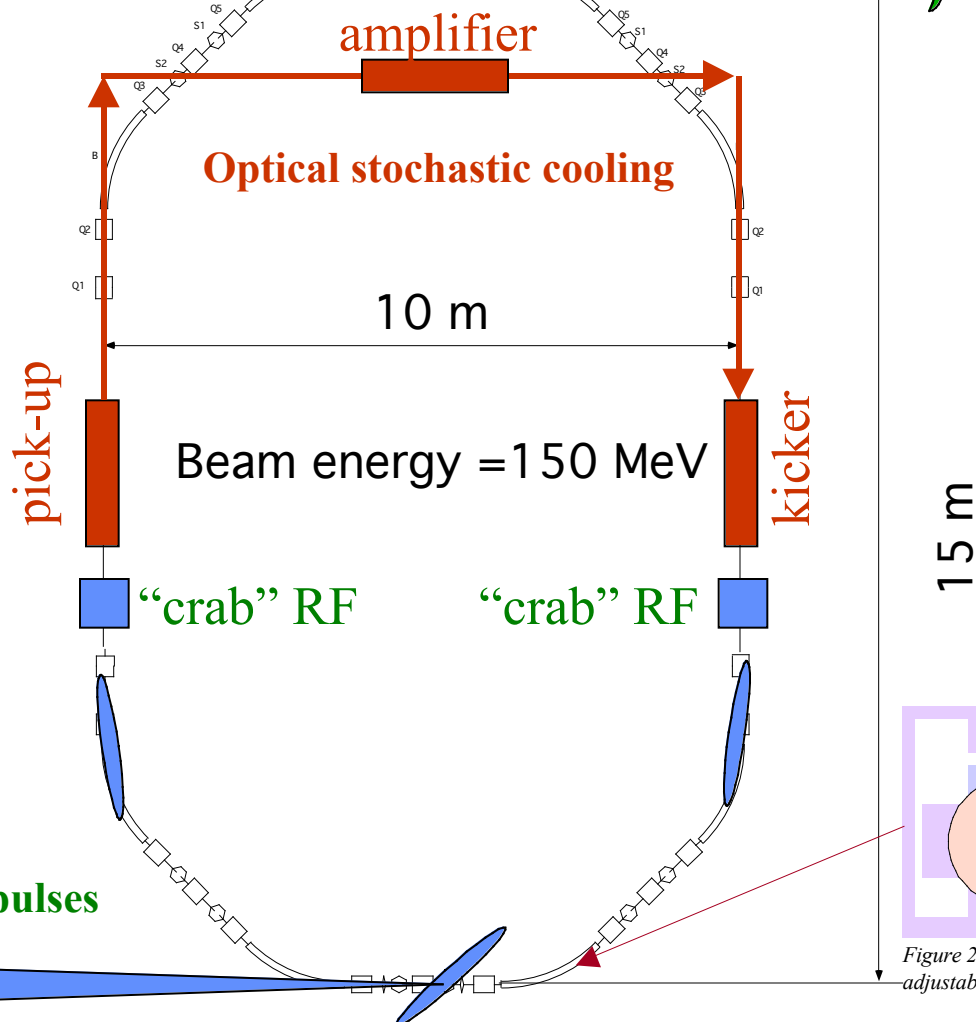 Q5
Q5
S1
S1
amplifier
Q4
Q4
S2
S2
Q3
Q3
B
Optical stochastic cooling
Q2
Q2
Q1
Q1
10 m
pick-up
kicker
Beam energy =150 MeV
15 m
“crab” RF
“crab” RF
pulses
Figure 2
adjustab